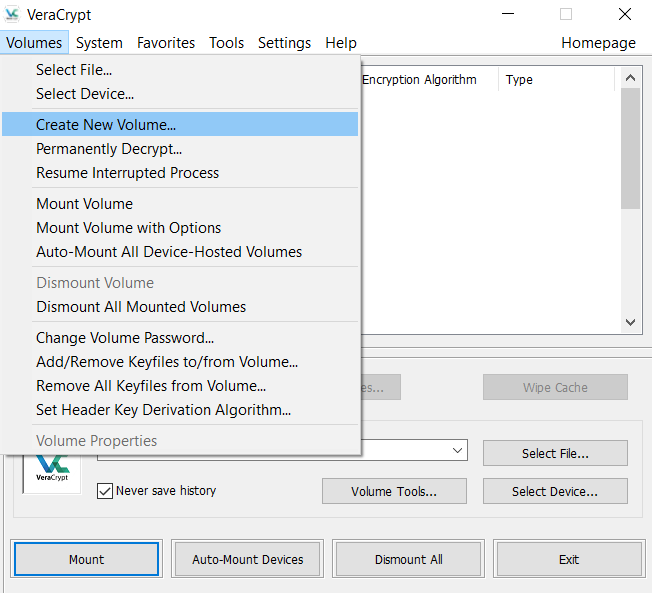 VeraCrypt
Volumes System Favorites Tools Settings Help Homepage
Select File...
Select Device...
Encryption Algorithm Type
Create New Volume...
Permanently Decrypt...
Resume Interrupted Process
Mount Volume
Mount Volume with Options
Auto-Mount All Device-Hosted Volumes
Dismount Volume
Dismount All Mounted Volumes
Change Volume Password...
Add/Remove Keyfiles to/from Volume...
Remove All Keyfiles from Volume...
Set Header Key Derivation Algorithm...
Volume Properties
Wipe Cache
VeraCrypt
Select File...
Never save history
Volume Tools...
Select Device...
Mount
Auto-Mount Devices
Dismount All
Exit